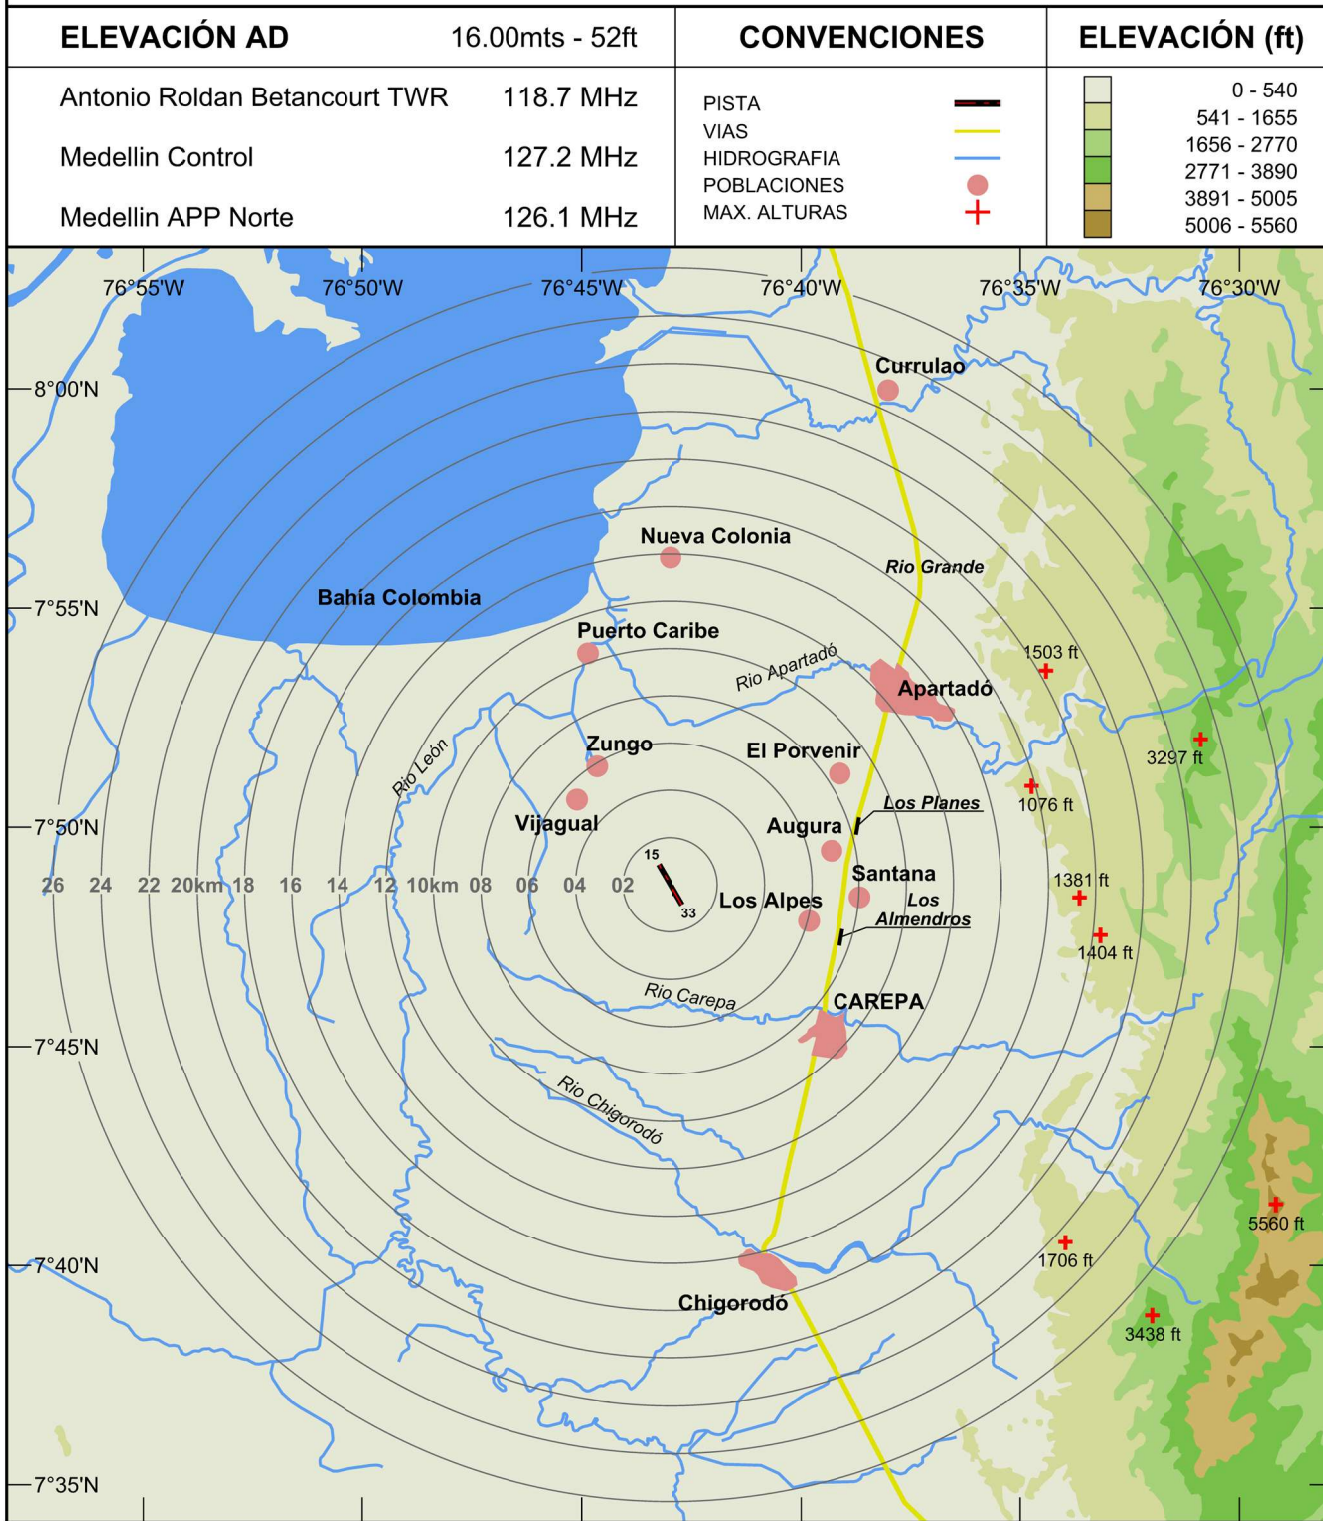 ELEVACIÓN AD 16.00mts - 52ft
Antonio Roldan Betancourt TWR 118.7 MHz
Medellin Control 127.2 MHz
Medellin APP Norte 126.1 MHz
CONVENCIONES
PISTA
VIAS
HIDROGRAFIA
POBLACIONES
MAX. ALTURAS
ELEVACIÓN (ft)
0 - 540
541 - 1655
1656 - 2770
2771 - 3890
3891 - 5005
5006 - 5560
76°55'W 76°50'W 76°45'W 76°40'W 76°35'W 76°30'W
Currulao
8°00'N
Nueva Colonia
Rio Grande
Bahía Colombia
7°55'N
Puerto Caribe
Rio Apartadó
1503 ft
Apartadó
Zungo
El Porvenir
3297 ft
Rio León
Los Planes
1076 ft
Vijagual
Augura
7°50'N
15
Santana
1381 ft
26 24 22 20km 18 16 14 12 10km 08 06 04 02
Los Alpes
33
Los
Almendros
1404 ft
Rio Carepa
CAREPA
7°45'N
Rio Chigorodó
5560 ft
1706 ft
7°40'N
Chigorodó
3438 ft
7°35'N